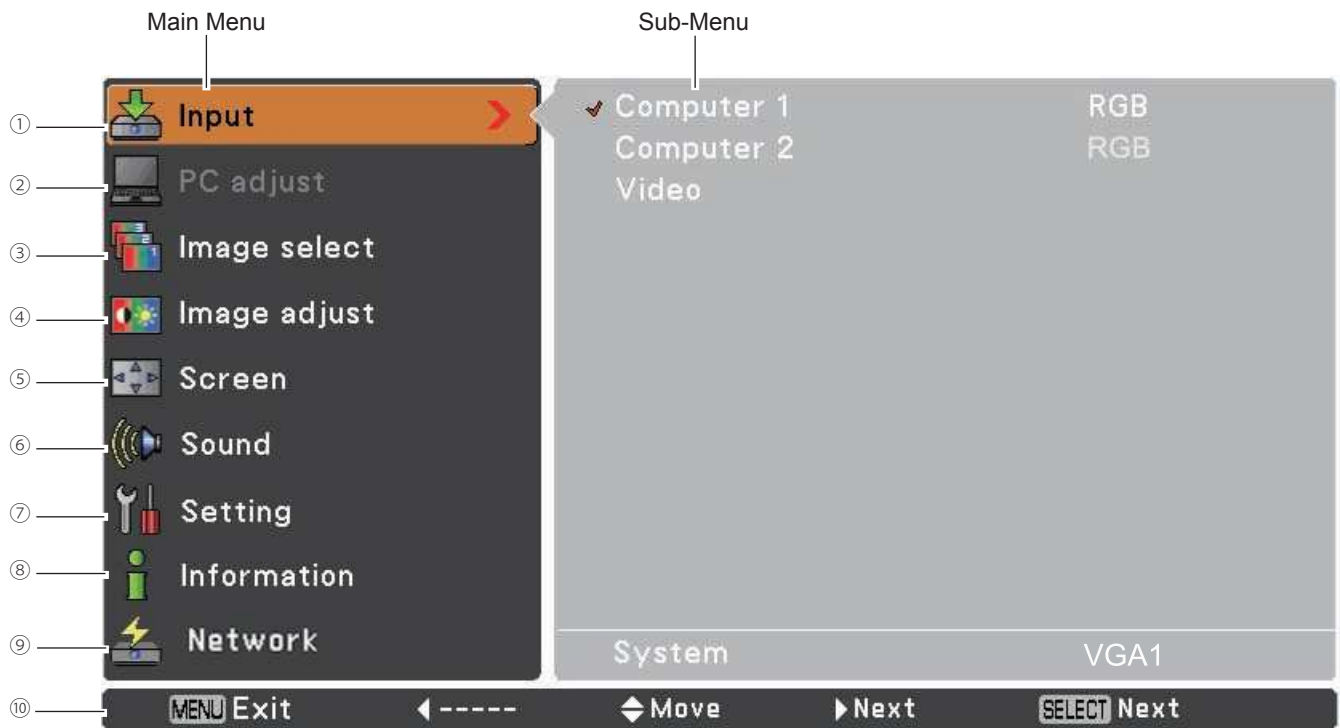 Main Menu Sub-Menu
① Input Computer 1 RGB
Computer 2 RGB
② PC adjust Video
③ Image select
④ Image adjust
⑤ Screen
⑥ Sound
⑦ Setting
⑧ Information
⑨ Network System VGA1
⑩ MENU Exit ◀ ----- Move ▶ Next SELECT Next